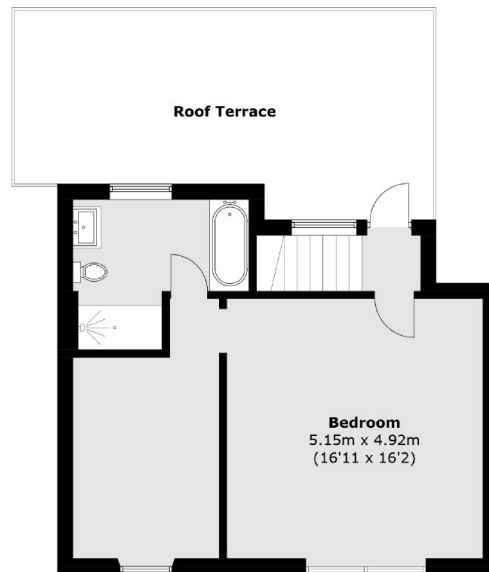 Roof Terrace
Bedroom
5.15m x 4.92m
(16'11 x 16'2)